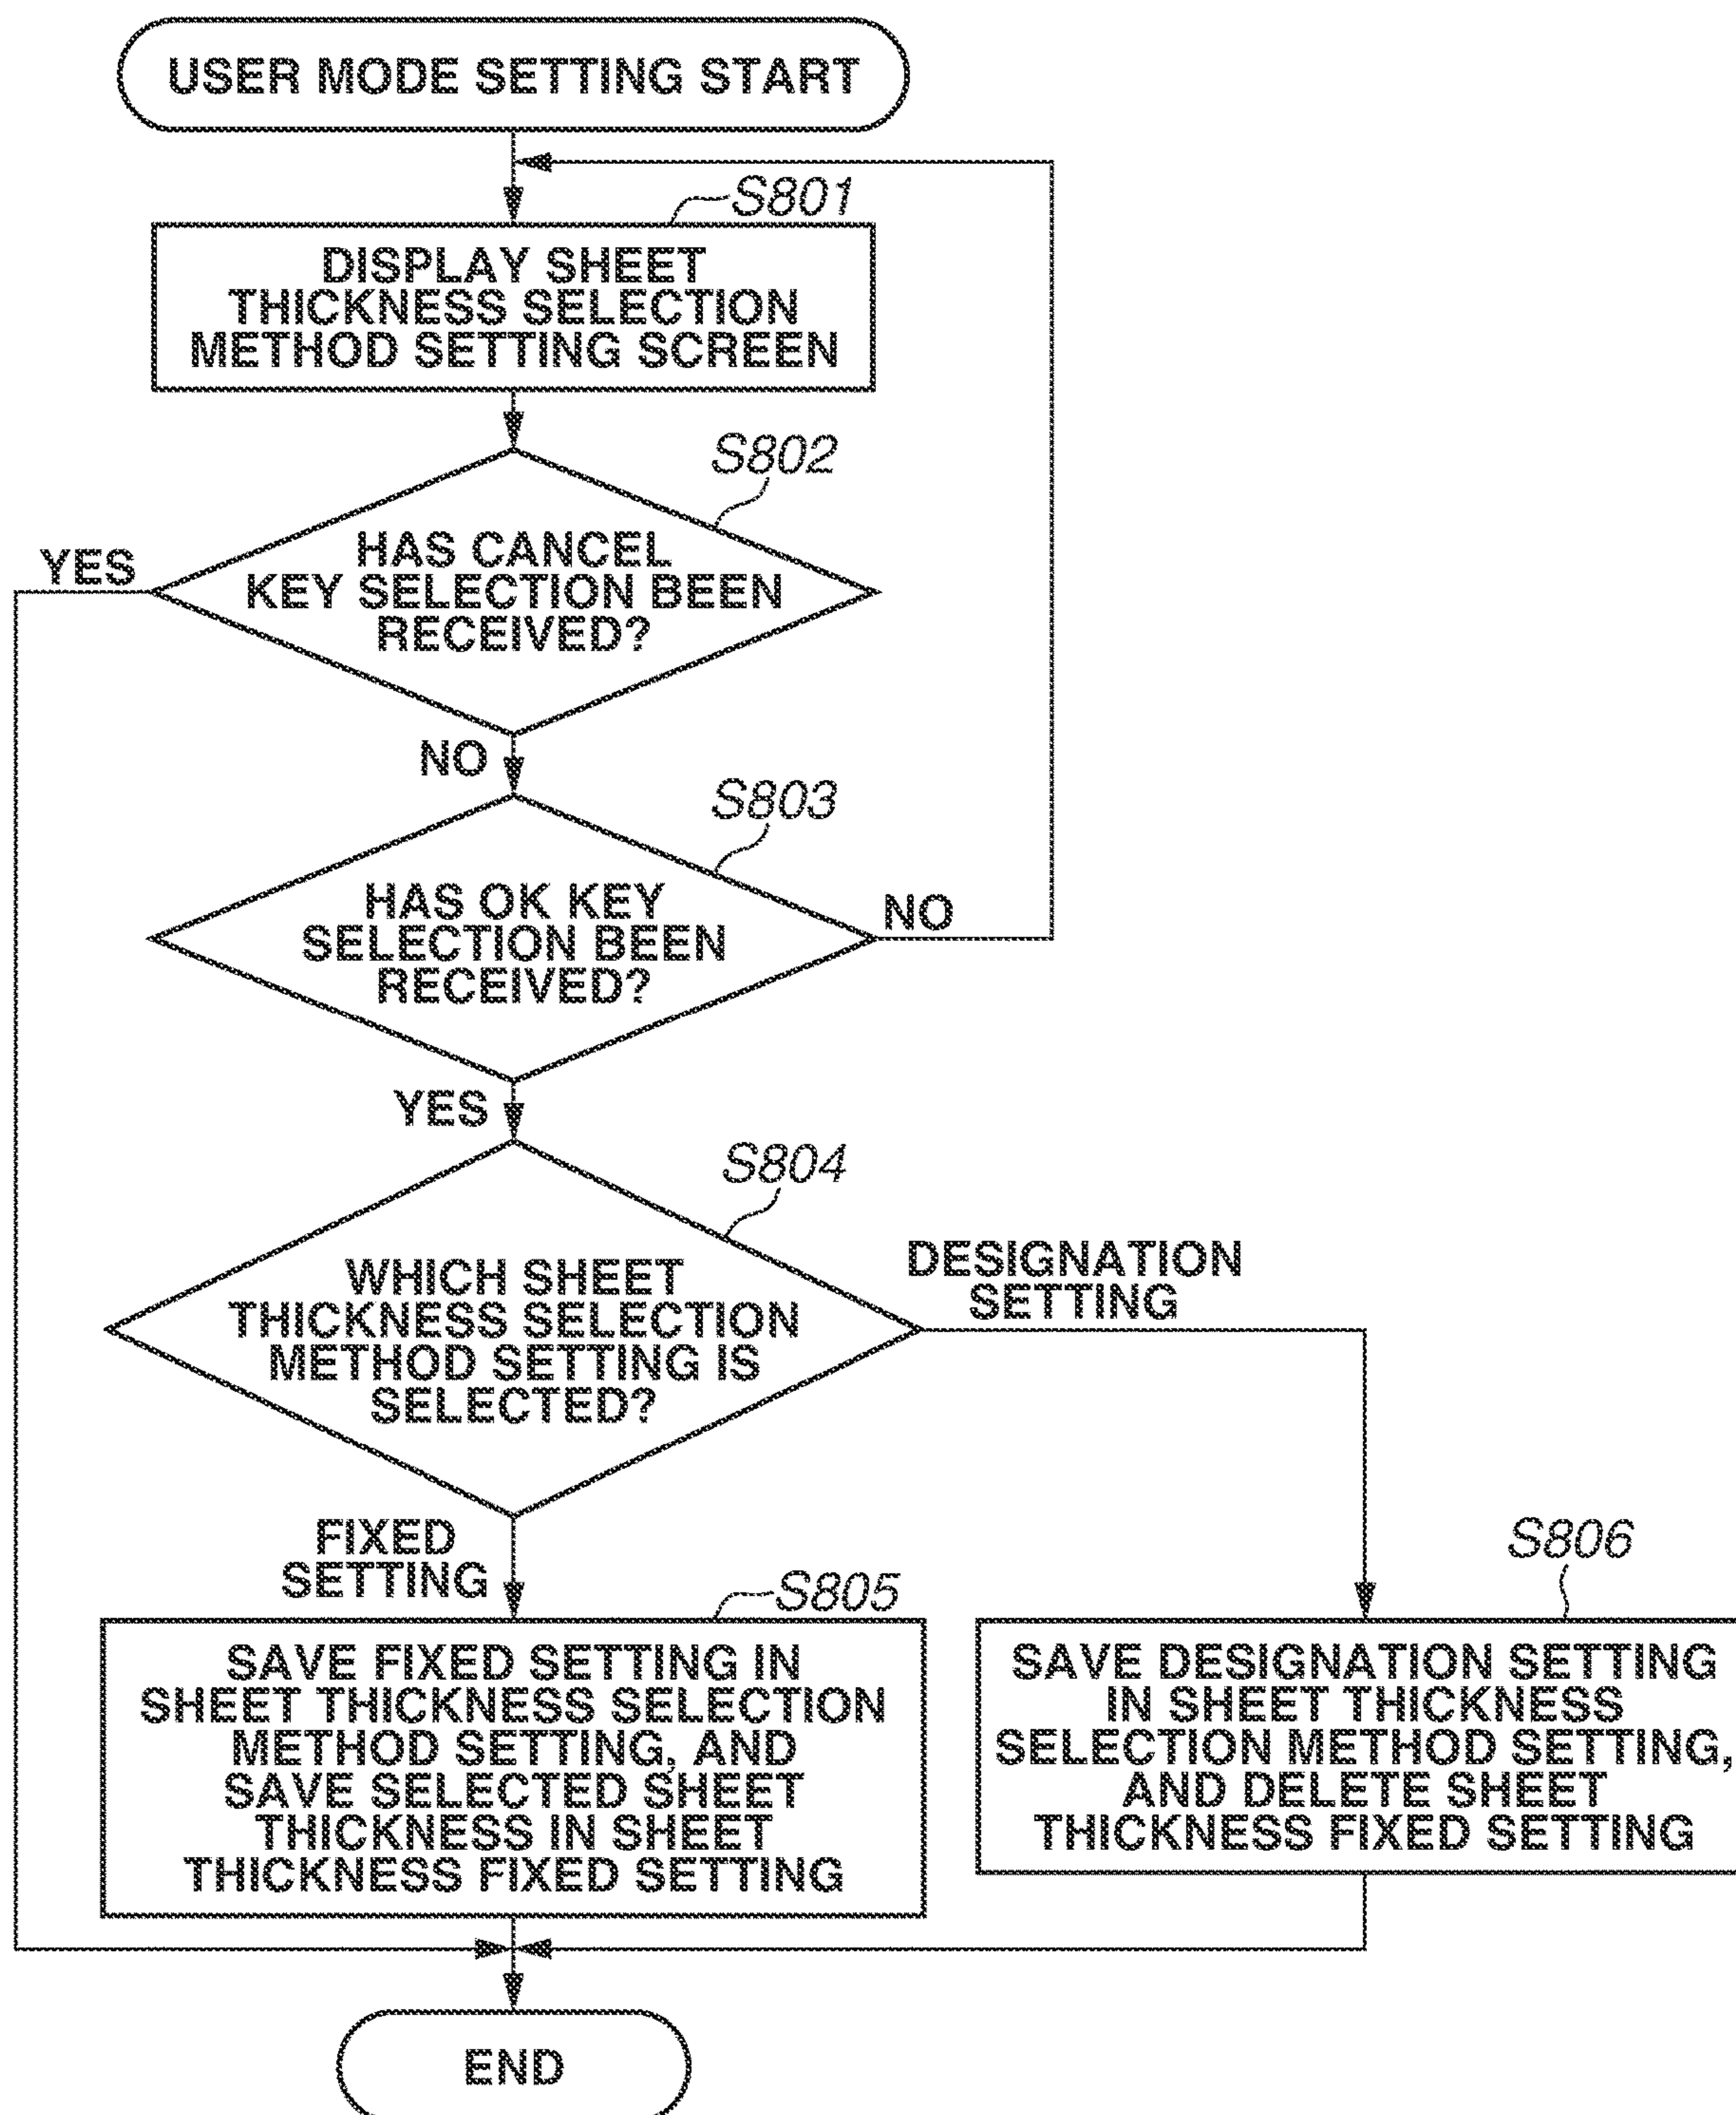 USER MODE SETTING START
S801
DISPLAY SHEET
THICKNESS SELECTION
METHOD SETTING SCREEN
S802
HAS CANCEL
KEY SELECTION BEEN
RECEIVED?
YES
NO
S803
HAS OK KEY
SELECTION BEEN
RECEIVED?
NO
YES
S804
WHICH SHEET
THICKNESS SELECTION
METHOD SETTING IS
SELECTED?
DESIGNATION
SETTING
FIXED
SETTING
S805
SAVE FIXED SETTING IN
SHEET THICKNESS SELECTION
METHOD SETTING, AND
SAVE SELECTED SHEET
THICKNESS IN SHEET
THICKNESS FIXED SETTING
S806
SAVE DESIGNATION SETTING
IN SHEET THICKNESS
SELECTION METHOD SETTING,
AND DELETE SHEET
THICKNESS FIXED SETTING
END